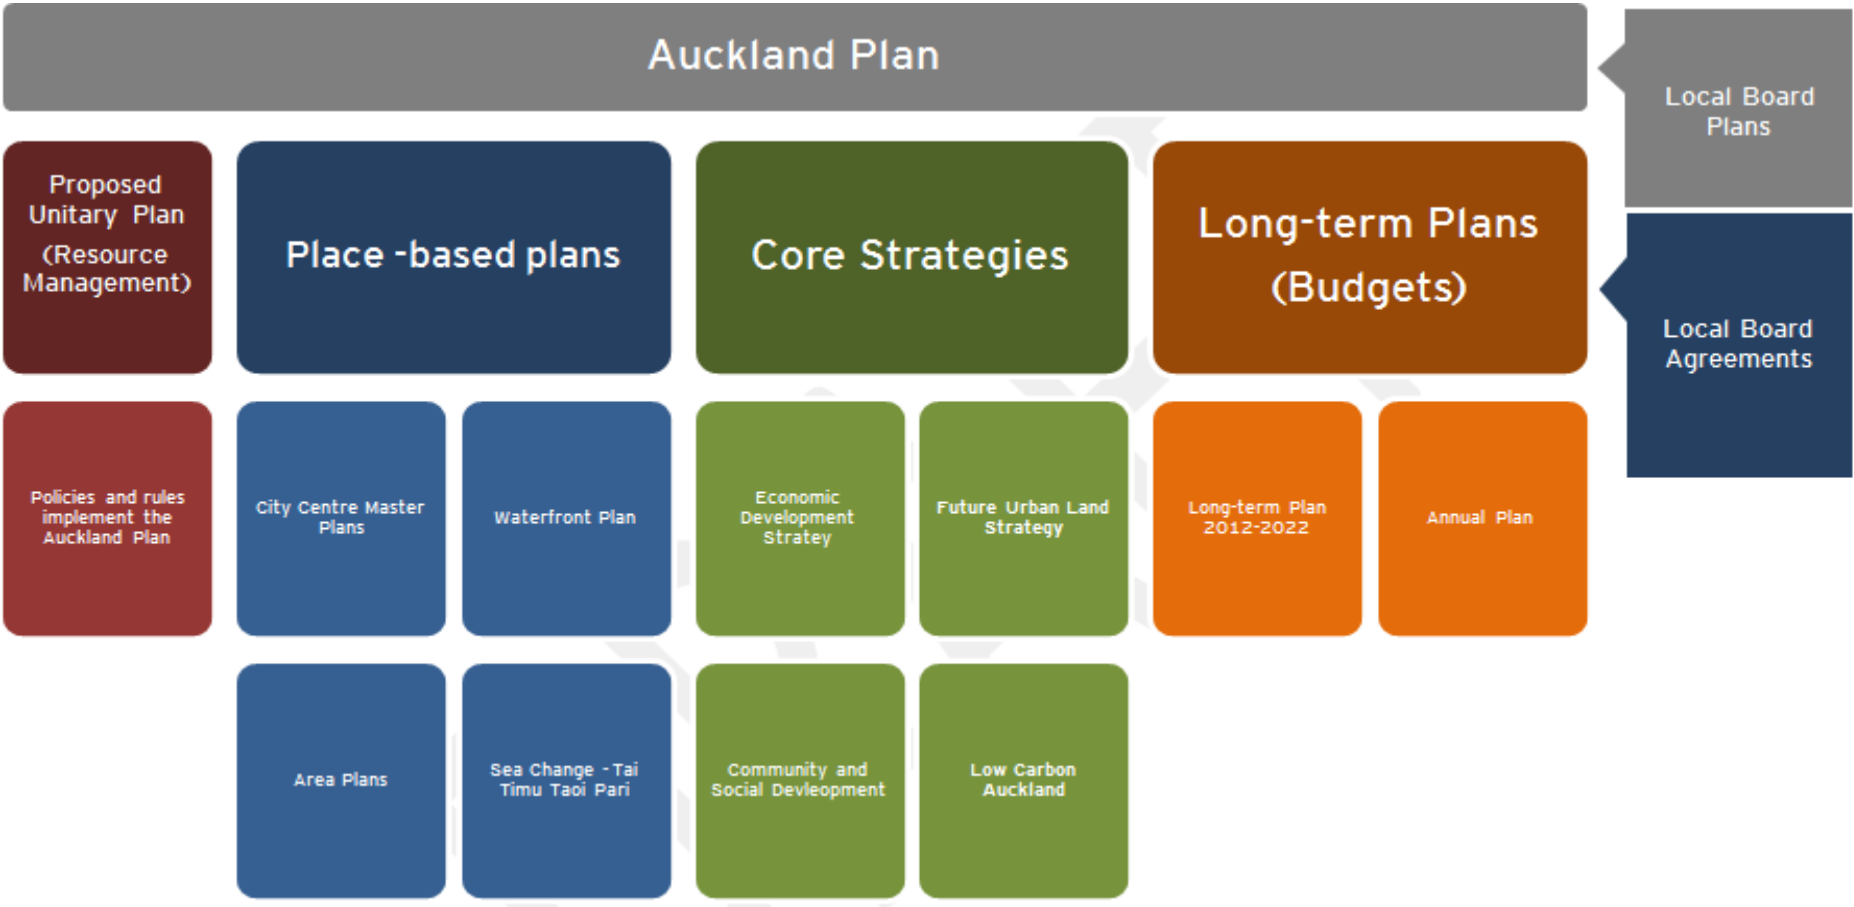 Auckland Plan
Local Board
Plans
Proposed
Unitary Plan
(Resource
Management)
Place -based plans
Core Strategies
Long-term Plans
(Budgets)
Local Board
Agreements
Policies and rules
implement the
Auckland Plan
City Centre Master
Plans
Waterfront Plan
Economic
Development
Stratey
Future Urban Land
Strategy
Long-term Plan
2012-2022
Annual Plan
Area Plans
Sea Change - Tai
Timu Taoi Pari
Community and
Social Devleopment
Low Carbon
Auckland